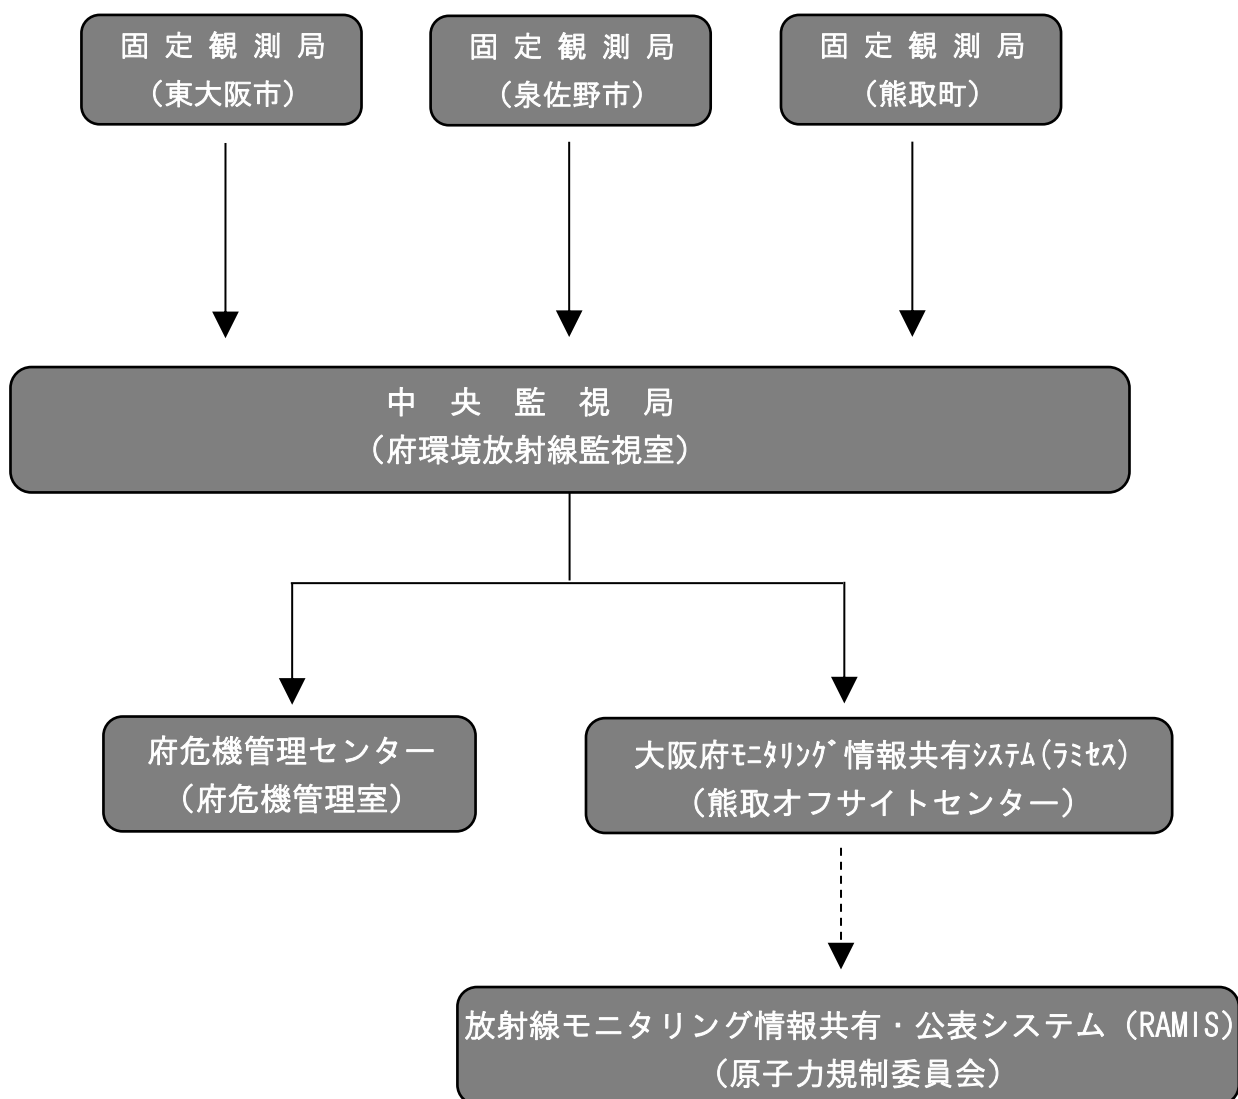 固定観測局
（東大阪市）
固定観測局
（泉佐野市）
固定観測局
（熊取町）
中央監視局
（府環境放射線監視室）
府危機管理センター
（府危機管理室）
大阪府ﾓﾆﾀﾘﾝｸﾞ情報共有ｼｽﾃﾑ(ﾗﾐｾｽ)
（熊取オフサイトセンター）
放射線モニタリング情報共有・公表システム（RAMIS）
（原子力規制委員会）